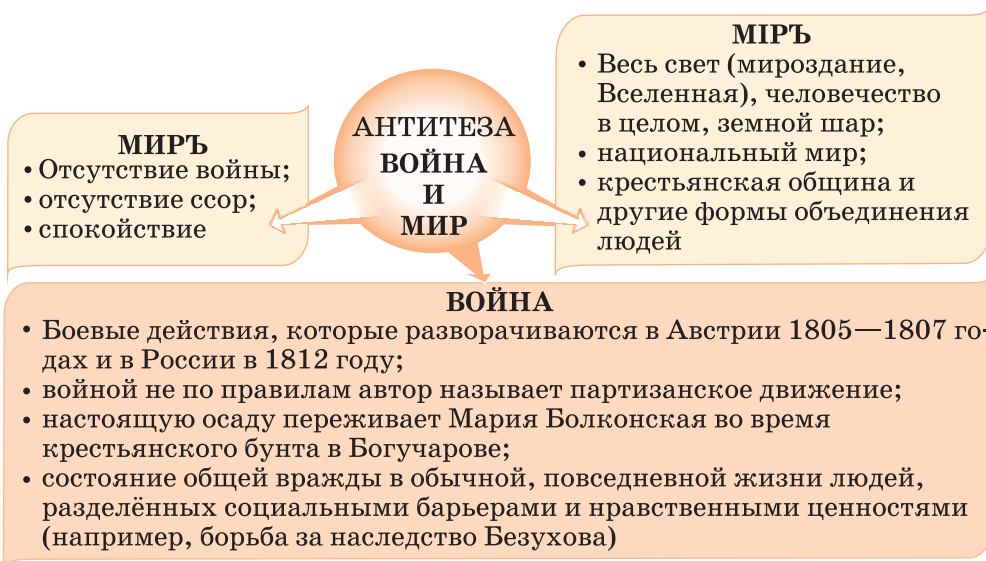 МИРЪ
• Отсутствие войны;
• отсутствие ссор;
• спокойствие
АНТИТЕЗА
ВОЙНА
И
МИР
МІРЪ
• Весь свет (мироздание,
Вселенная), человечество
в целом, земной шар;
• национальный мир;
• крестьянская община и
другие формы объединения
людей
ВОЙНА
• Боевые действия, которые разворачиваются в Австрии 1805—1807 го-
дах и в России в 1812 году;
• войной не по правилам автор называет партизанское движение;
• настоящую осаду переживает Мария Болконская во время
крестьянского бунта в Богучарове;
• состояние общей вражды в обычной, повседневной жизни людей,
разделённых социальными барьерами и нравственными ценностями
(например, борьба за наследство Безухова)